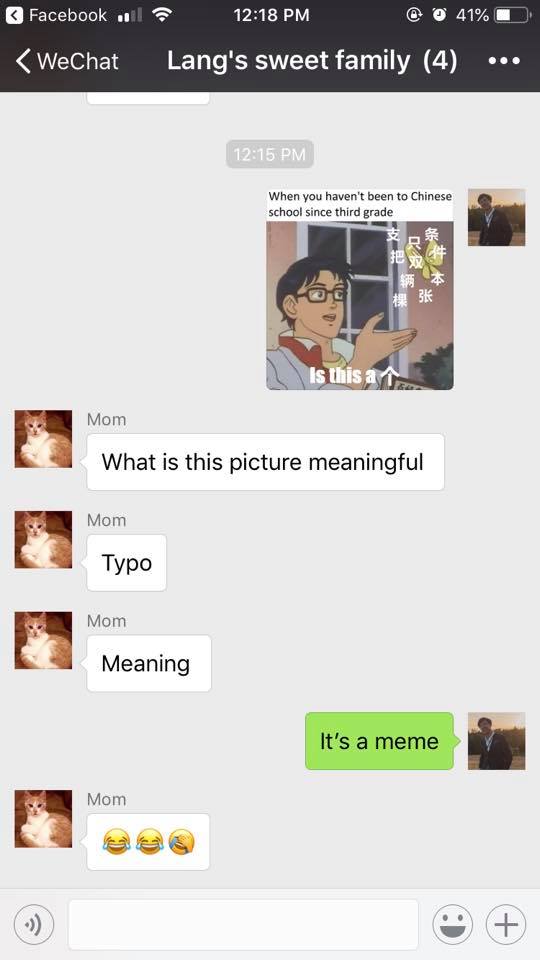 Facebook 12:18 PM 41%
WeChat Lang's sweet family (4)
12:15 PM
When you haven't been to Chinese
school since third grade
支 只 条
把 双 件
辆 本
棵 张
Is this a 个
Mom
What is this picture meaningful
Mom
Typo
Mom
Meaning
It’s a meme
Mom
😂😂🤣